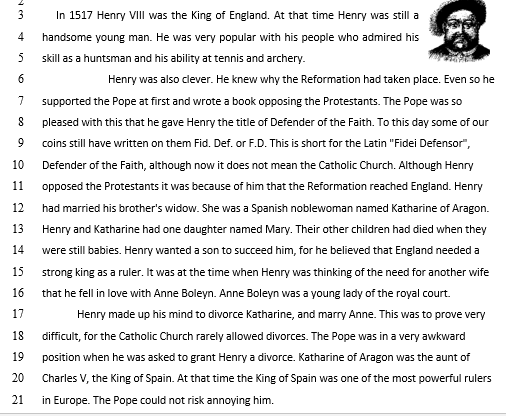 2
3 In 1517 Henry VIII was the King of England. At that time Henry was still a
4 handsome young man. He was very popular with his people who admired his
5 skill as a huntsman and his ability at tennis and archery.
6 Henry was also clever. He knew why the Reformation had taken place. Even so he
7 supported the Pope at first and wrote a book opposing the Protestants. The Pope was so
8 pleased with this that he gave Henry the title of Defender of the Faith. To this day some of our
9 coins still have written on them Fid. Def. or F.D. This is short for the Latin "Fidei Defensor",
10 Defender of the Faith, although now it does not mean the Catholic Church. Although Henry
11 opposed the Protestants it was because of him that the Reformation reached England. Henry
12 had married his brother's widow. She was a Spanish noblewoman named Katharine of Aragon.
13 Henry and Katharine had one daughter named Mary. Their other children had died when they
14 were still babies. Henry wanted a son to succeed him, for he believed that England needed a
15 strong king as a ruler. It was at the time when Henry was thinking of the need for another wife
16 that he fell in love with Anne Boleyn. Anne Boleyn was a young lady of the royal court.
17 Henry made up his mind to divorce Katharine, and marry Anne. This was to prove very
18 difficult, for the Catholic Church rarely allowed divorces. The Pope was in a very awkward
19 position when he was asked to grant Henry a divorce. Katharine of Aragon was the aunt of
20 Charles V, the King of Spain. At that time the King of Spain was one of the most powerful rulers
21 in Europe. The Pope could not risk annoying him.